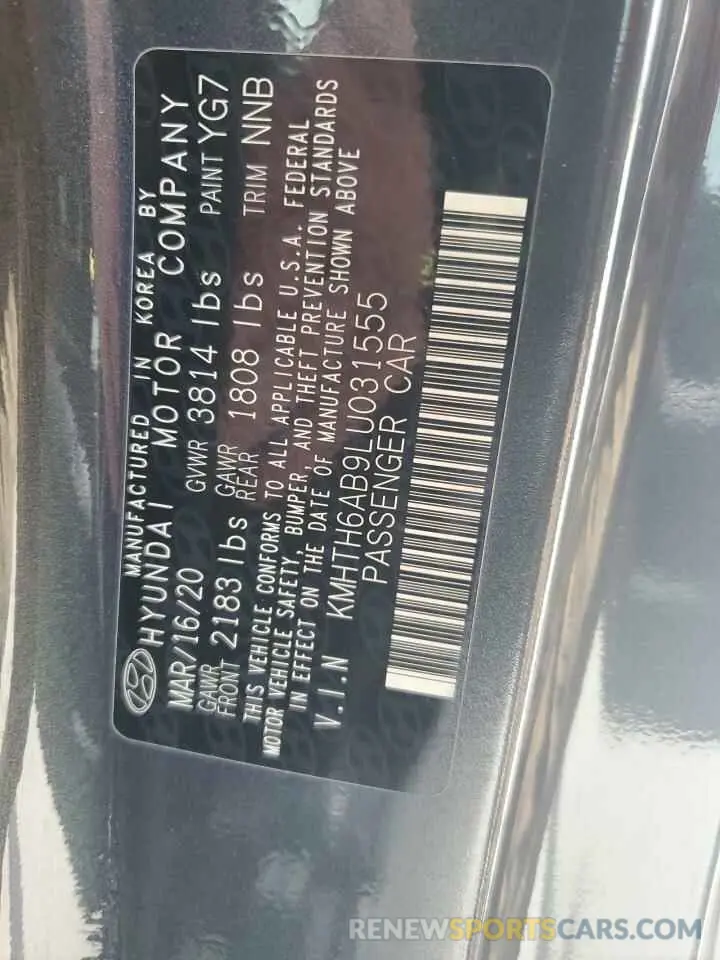 MANUFACTURED IN KOREA BY
HYUNDAI MOTOR COMPANY
MAR/16/20 GVWR 3814 lbs PAINT YG7
GAWR FRONT 2183 lbs GAWR REAR 1808 lbs TRIM NNB
THIS VEHICLE CONFORMS TO ALL APPLICABLE U.S.A. FEDERAL
MOTOR VEHICLE SAFETY, BUMPER, AND THEFT PREVENTION STANDARDS
IN EFFECT ON THE DATE OF MANUFACTURE SHOWN ABOVE
V.I.N KMHTH6AB9LU031555
PASSENGER CAR
RENEWSPORTSCARS.COM